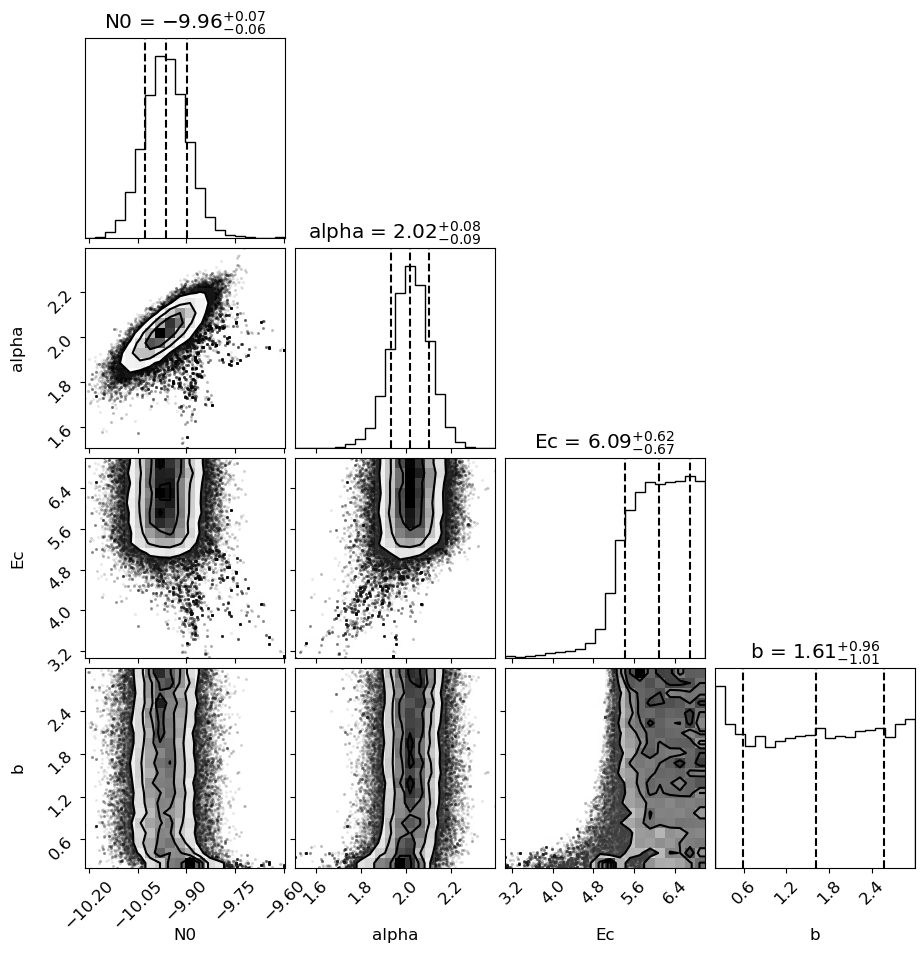 N0 = −9.96+0.07−0.06
alpha = 2.02+0.08−0.09
2.2
2.0
1.8
1.6
alpha
Ec = 6.09+0.62−0.67
6.4
5.6
4.8
4.0
3.2
Ec
b = 1.61+0.96−1.01
2.4
1.8
1.2
0.6
b
−10.20 −10.05 −9.90 −9.75 −9.60
1.6 1.8 2.0 2.2
3.2 4.0 4.8 5.6 6.4
0.6 1.2 1.8 2.4
N0 alpha Ec b